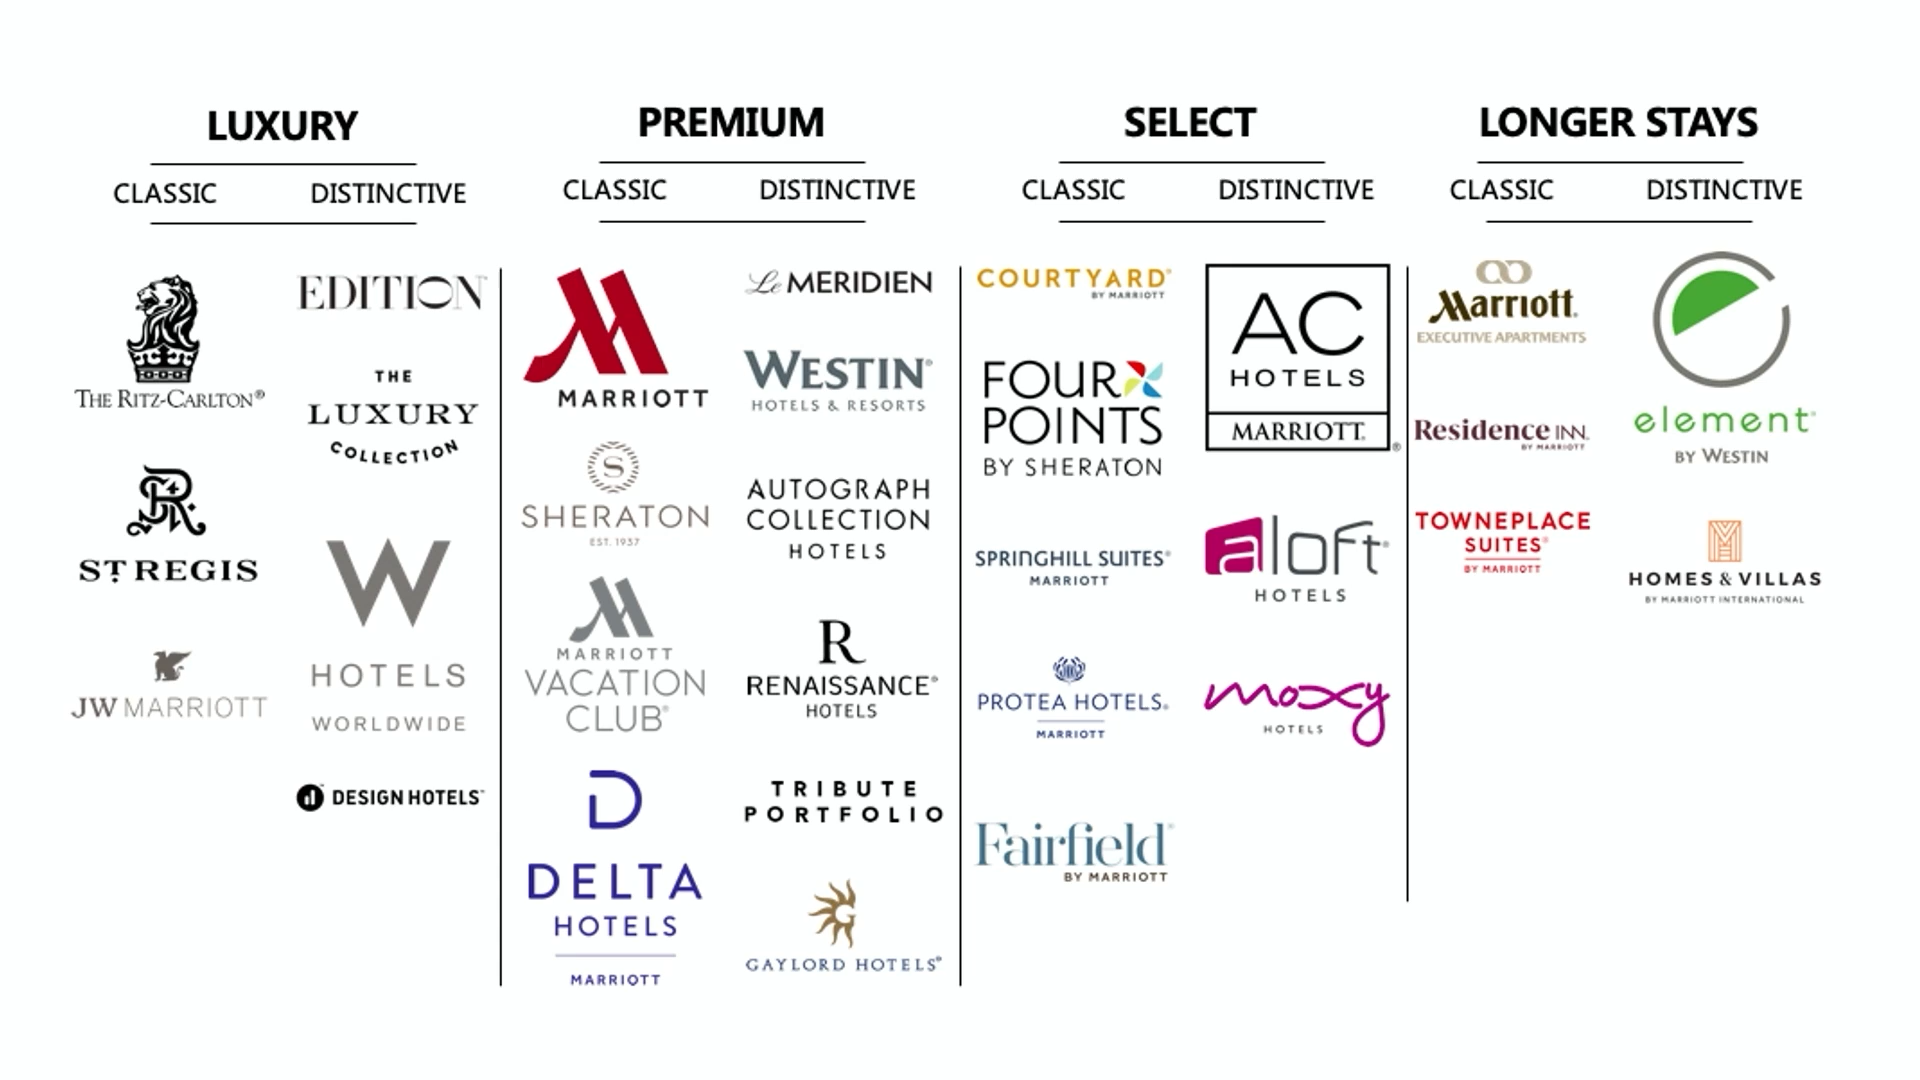 LUXURY
CLASSIC
DISTINCTIVE
THE RITZ-CARLTON®
ST REGIS
JW MARRIOTT
EDITION
THE
LUXURY
COLLECTION
W
HOTELS
WORLDWIDE
DESIGN HOTELS™
PREMIUM
CLASSIC
DISTINCTIVE
MARRIOTT
S
SHERATON
EST. 1937
MARRIOTT
VACATION
CLUB®
D
DELTA
HOTELS
MARRIOTT
Le MERIDIEN
WESTIN®
HOTELS & RESORTS
AUTOGRAPH
COLLECTION
HOTELS
R
RENAISSANCE®
HOTELS
TRIBUTE
PORTFOLIO
G
GAYLORD HOTELS®
SELECT
CLASSIC
DISTINCTIVE
COURTYARD®
BY MARRIOTT
FOUR
POINTS
BY SHERATON
SPRINGHILL SUITES®
MARRIOTT
PROTEA HOTELS®
MARRIOTT
Fairfield®
BY MARRIOTT
AC
HOTELS
MARRIOTT®
aloft®
HOTELS
moxy
HOTELS
LONGER STAYS
CLASSIC
DISTINCTIVE
Marriott®
EXECUTIVE APARTMENTS
Residence INN®
BY MARRIOTT
TOWNEPLACE
SUITES®
BY MARRIOTT
element®
BY WESTIN
HOMES & VILLAS
BY MARRIOTT INTERNATIONAL